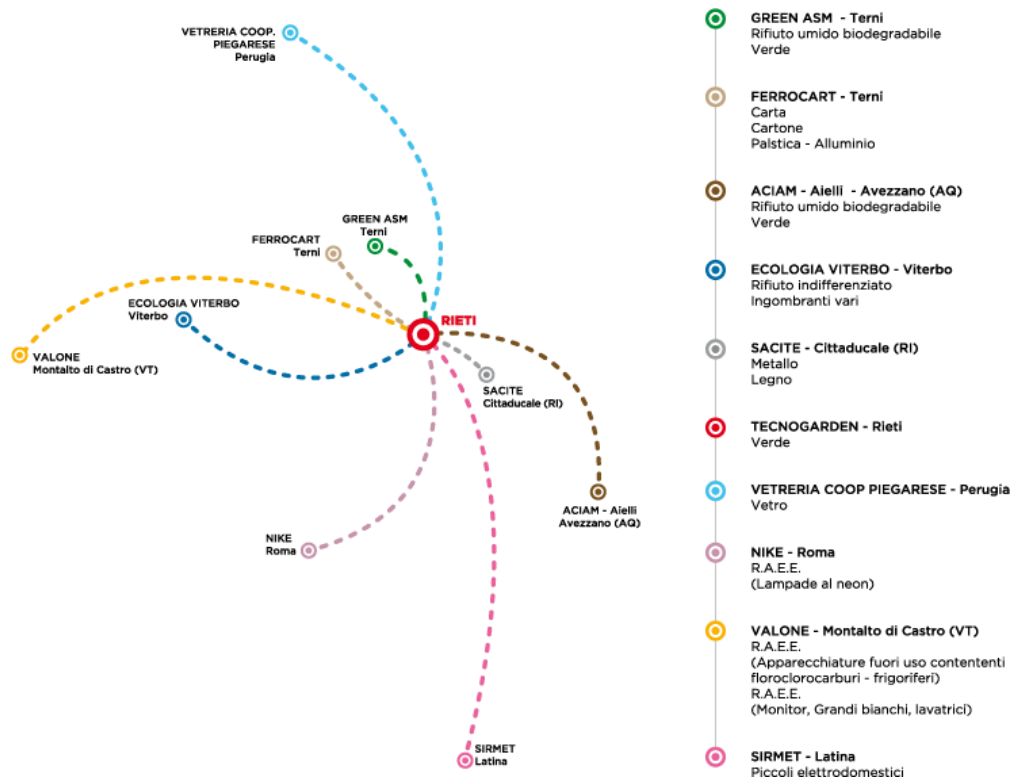 VETRERIA COOP.
PIEGARESE
Perugia
GREEN ASM
Terni
FERROCART
Terni
ECOLOGIA VITERBO
Viterbo
RIETI
VALONE
Montalto di Castro (VT)
SACITE
Cittaducale (RI)
ACIAM - Aielli
Avezzano (AQ)
NIKE
Roma
SIRMET
Latina
GREEN ASM - Terni
Rifiuto umido biodegradabile
Verde
FERROCART - Terni
Carta
Cartone
Palstica - Alluminio
ACIAM - Aielli - Avezzano (AQ)
Rifiuto umido biodegradabile
Verde
ECOLOGIA VITERBO - Viterbo
Rifiuto indifferenziato
Ingombranti vari
SACITE - Cittaducale (RI)
Metallo
Legno
TECNOGARDEN - Rieti
Verde
VETRERIA COOP PIEGARESE - Perugia
Vetro
NIKE - Roma
R.A.E.E.
(Lampade al neon)
VALONE - Montalto di Castro (VT)
R.A.E.E.
(Apparecchiature fuori uso contententi
floroclorocarburi - frigoriferi)
R.A.E.E.
(Monitor, Grandi bianchi, lavatrici)
SIRMET - Latina
Piccoli elettrodomestici